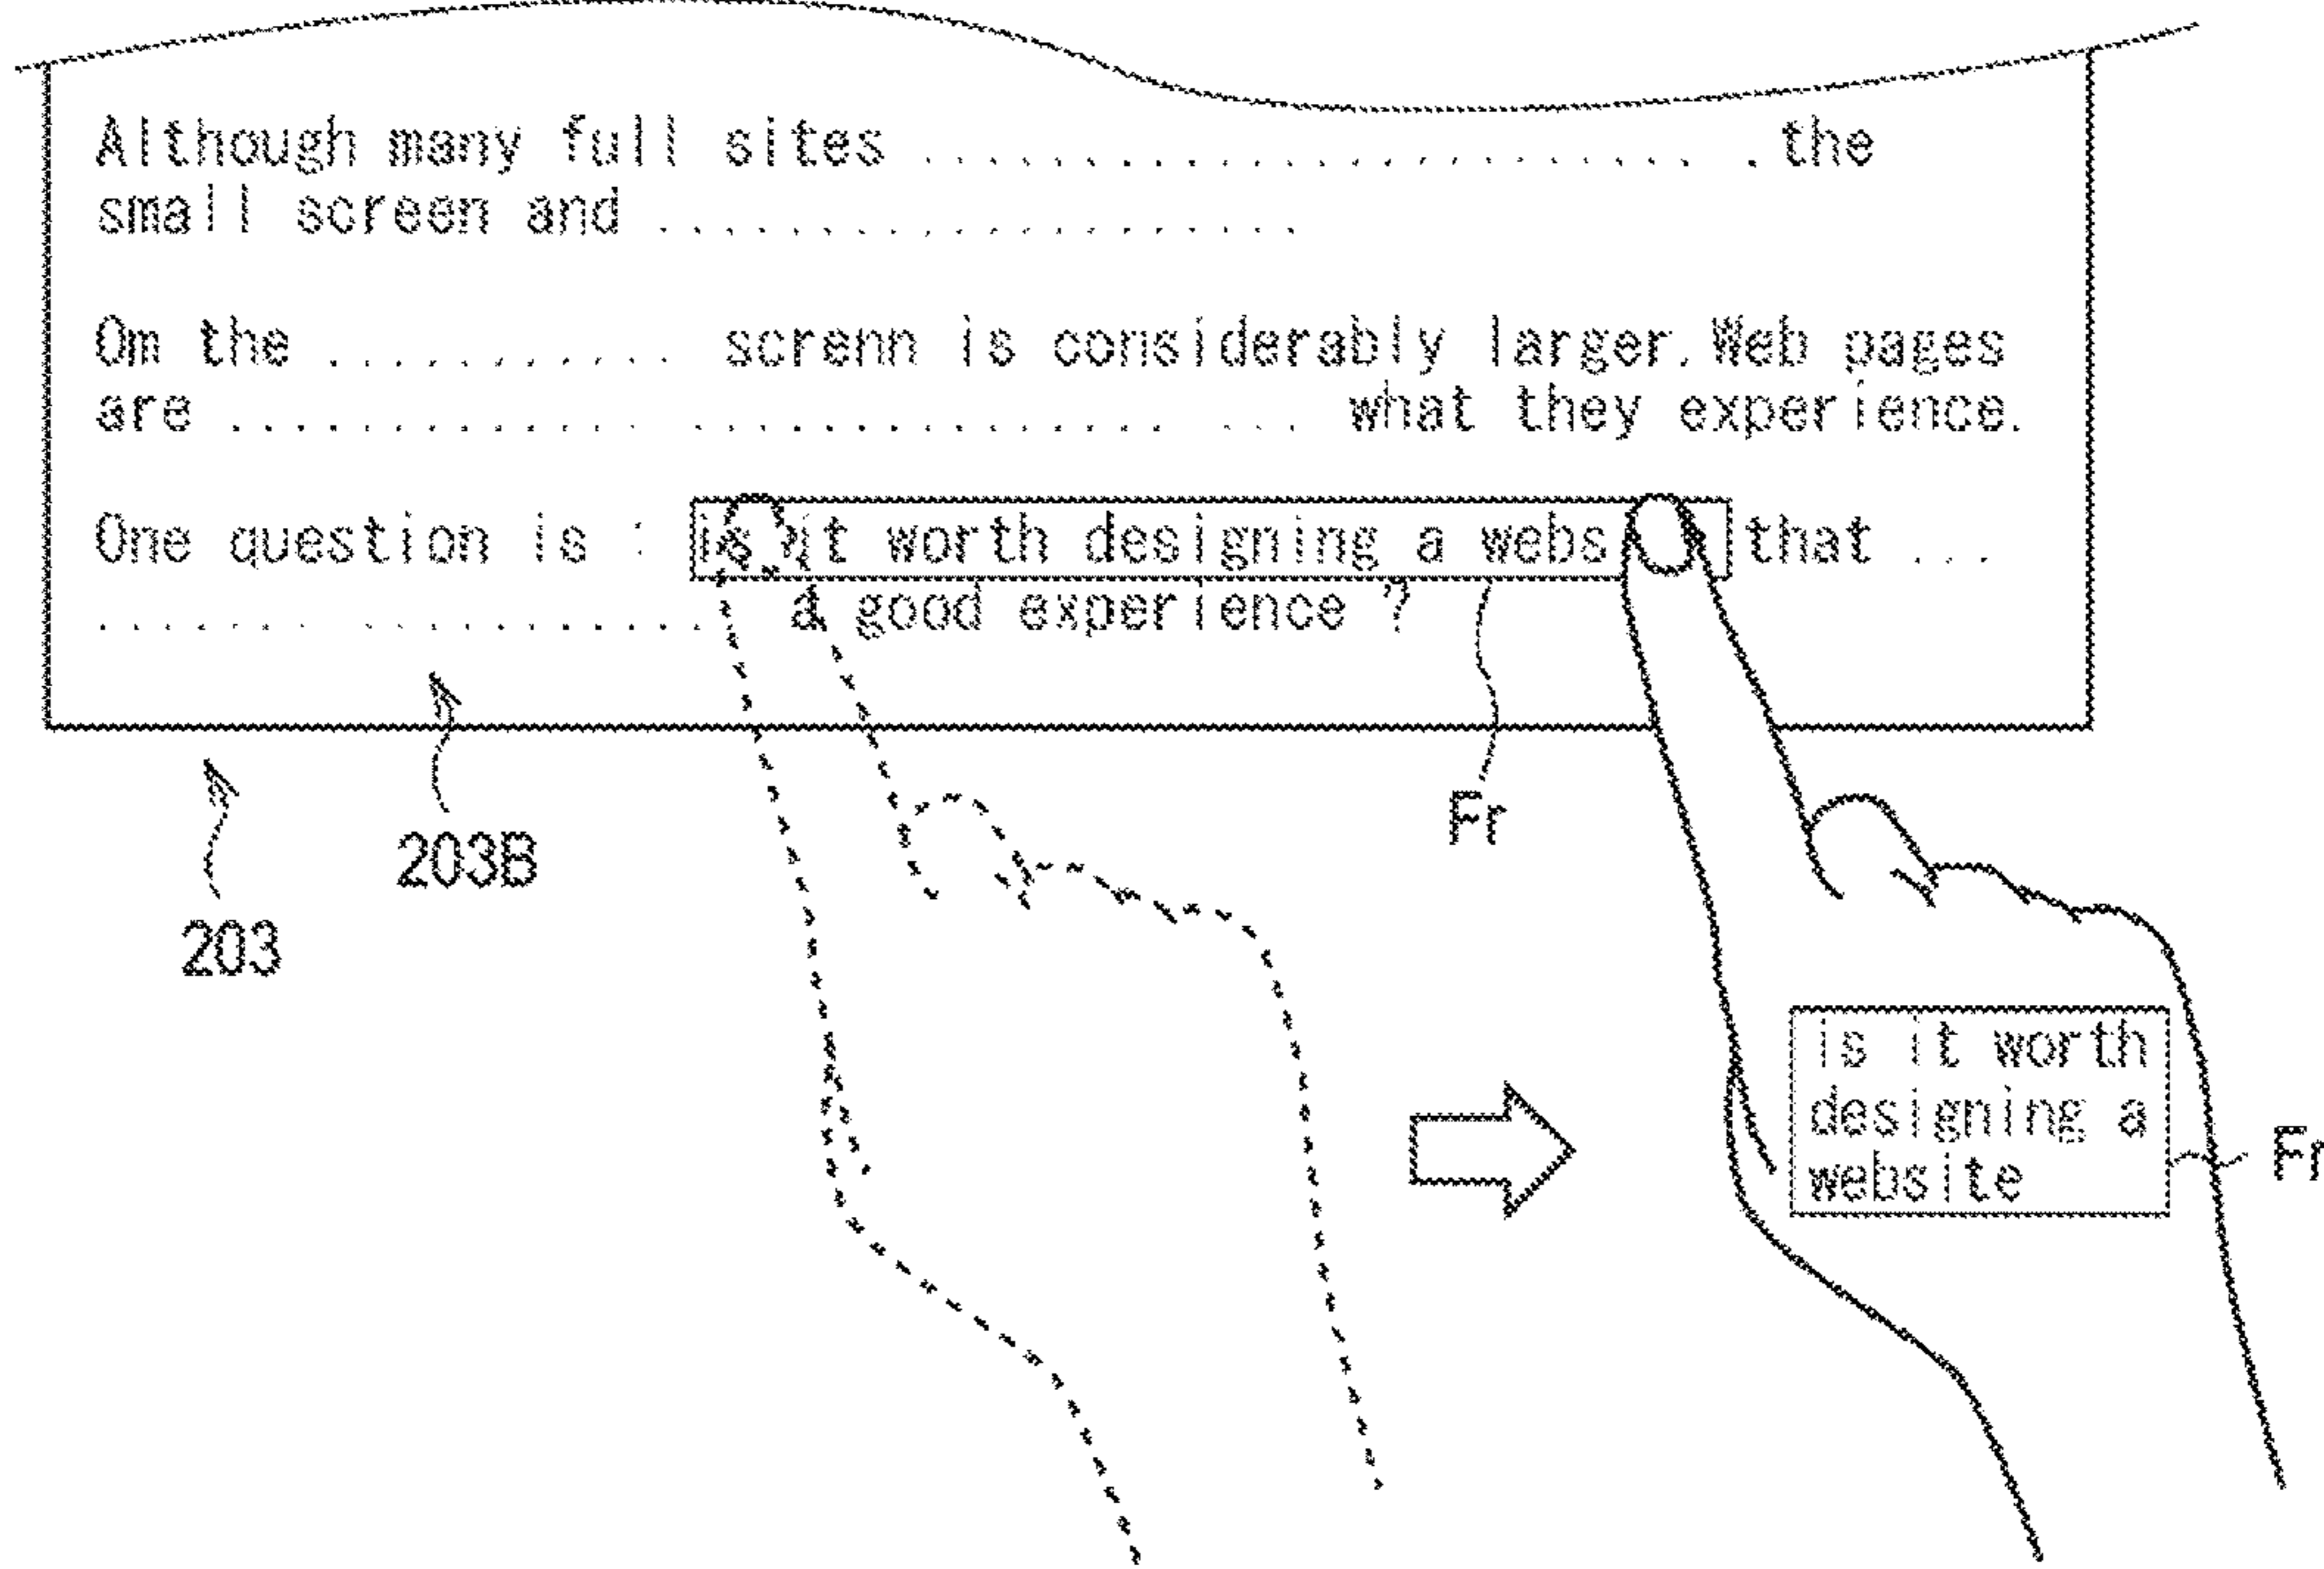 Although many full sites ........................ . the
small screen and ....................
Om the ........... screnn is considerably larger. Web pages
are ............. .............. ... what they experience.
One question is : is it worth designing a webs that ...
....... ........... a good experience ?
Fr
203B
203
is it worth
designing a
website
Fr